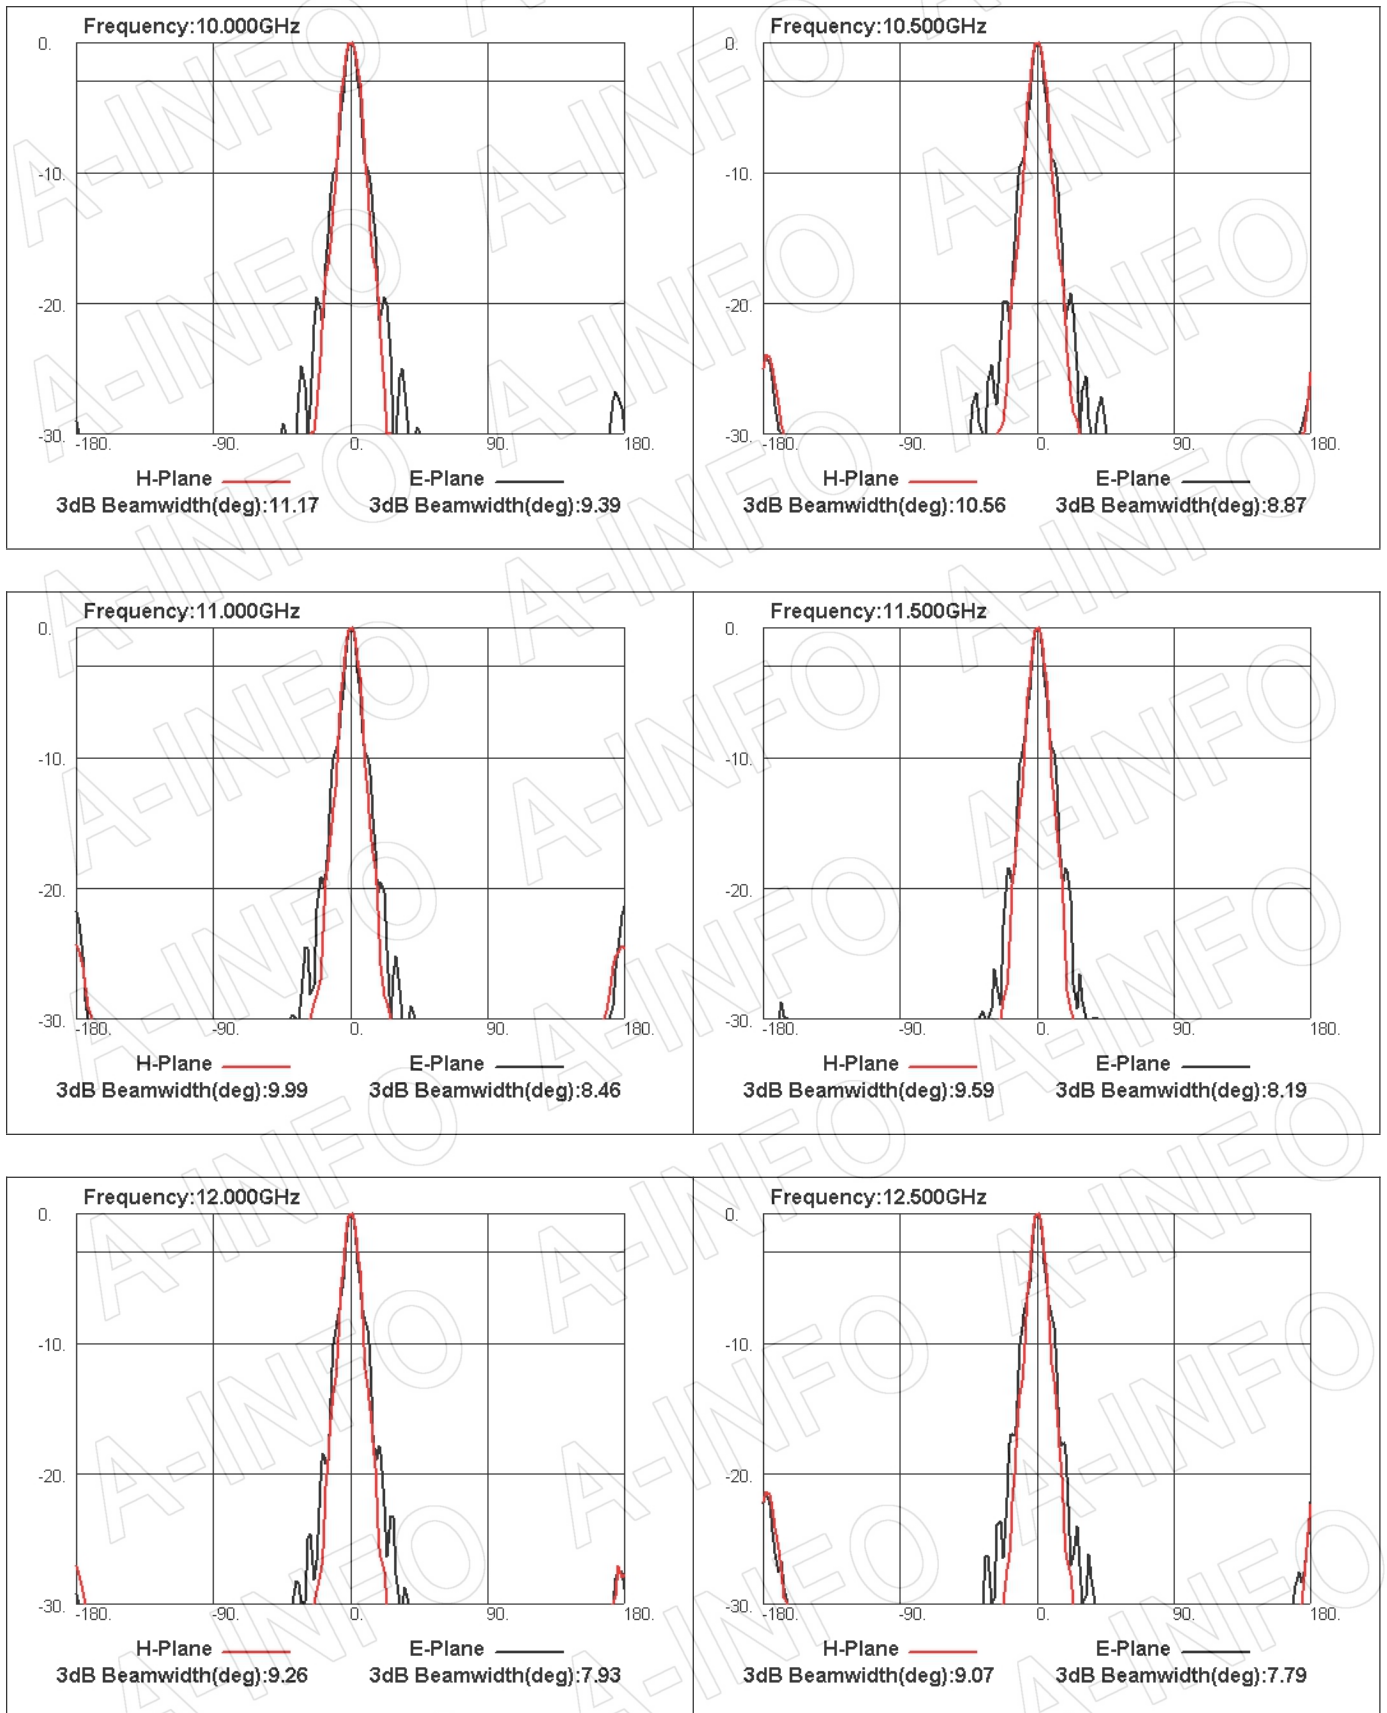 Frequency:10.000GHz
0.
-10.
-20.
-30.
-180.
-90.
0.
90.
180.
H-Plane
E-Plane
3dB Beamwidth(deg):11.17
3dB Beamwidth(deg):9.39
Frequency:10.500GHz
0.
-10.
-20.
-30.
-180.
-90.
0.
90.
180.
H-Plane
E-Plane
3dB Beamwidth(deg):10.56
3dB Beamwidth(deg):8.87
Frequency:11.000GHz
0.
-10.
-20.
-30.
-180.
-90.
0.
90.
180.
H-Plane
E-Plane
3dB Beamwidth(deg):9.99
3dB Beamwidth(deg):8.46
Frequency:11.500GHz
0.
-10.
-20.
-30.
-180.
-90.
0.
90.
180.
H-Plane
E-Plane
3dB Beamwidth(deg):9.59
3dB Beamwidth(deg):8.19
Frequency:12.000GHz
0.
-10.
-20.
-30.
-180.
-90.
0.
90.
180.
H-Plane
E-Plane
3dB Beamwidth(deg):9.26
3dB Beamwidth(deg):7.93
Frequency:12.500GHz
0.
-10.
-20.
-30.
-180.
-90.
0.
90.
180.
H-Plane
E-Plane
3dB Beamwidth(deg):9.07
3dB Beamwidth(deg):7.79
A-INFO